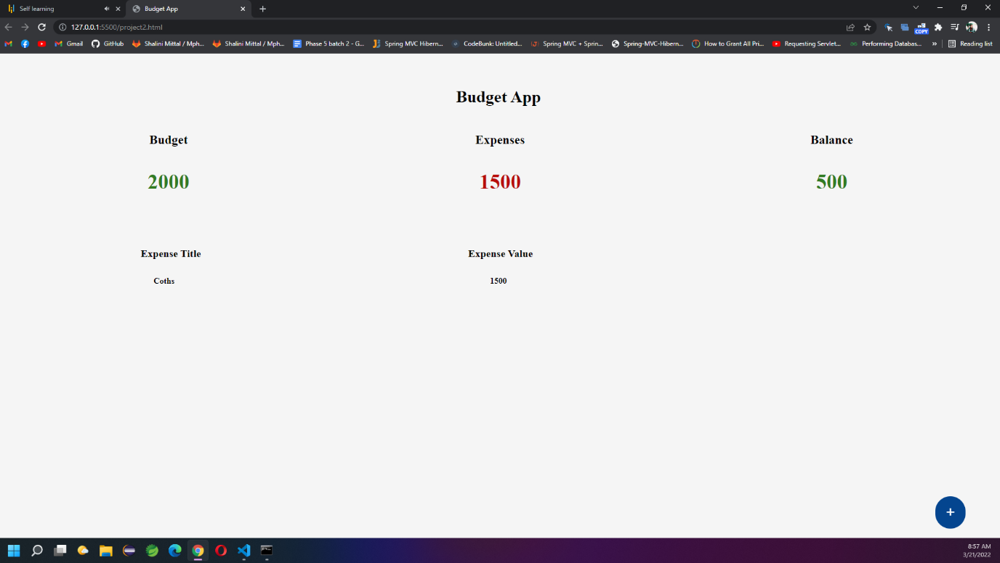 Self learning
Budget App
127.0.0.1:5500/project2.html
COPY
Gmail
GitHub
Shalini Mittal / Mph...
Shalini Mittal / Mph...
Phase 5 batch 2 - G...
Spring MVC Hibern...
CodeBunk: Untitled...
Spring MVC + Sprin...
Spring-MVC-Hibern...
How to Grant All Pri...
Requesting Servlet...
Performing Databas...
»
Reading list
Budget App
Budget Expenses Balance
2000 1500 500
Expense Title Expense Value
Coths 1500
+
8:57 AM
3/21/2022